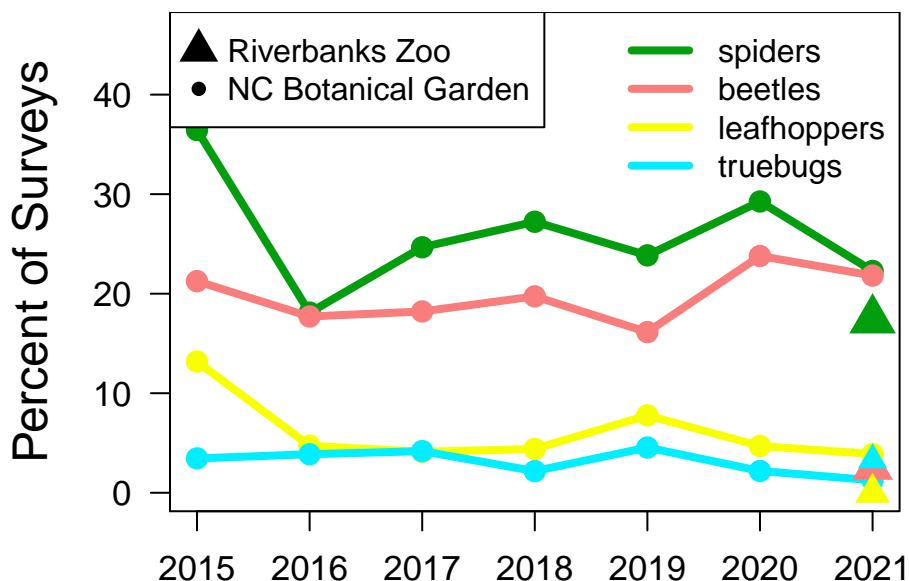 Percent of Surveys
40
30
20
10
0
Riverbanks Zoo
NC Botanical Garden
spiders
beetles
leafhoppers
truebugs
2015 2016 2017 2018 2019 2020 2021